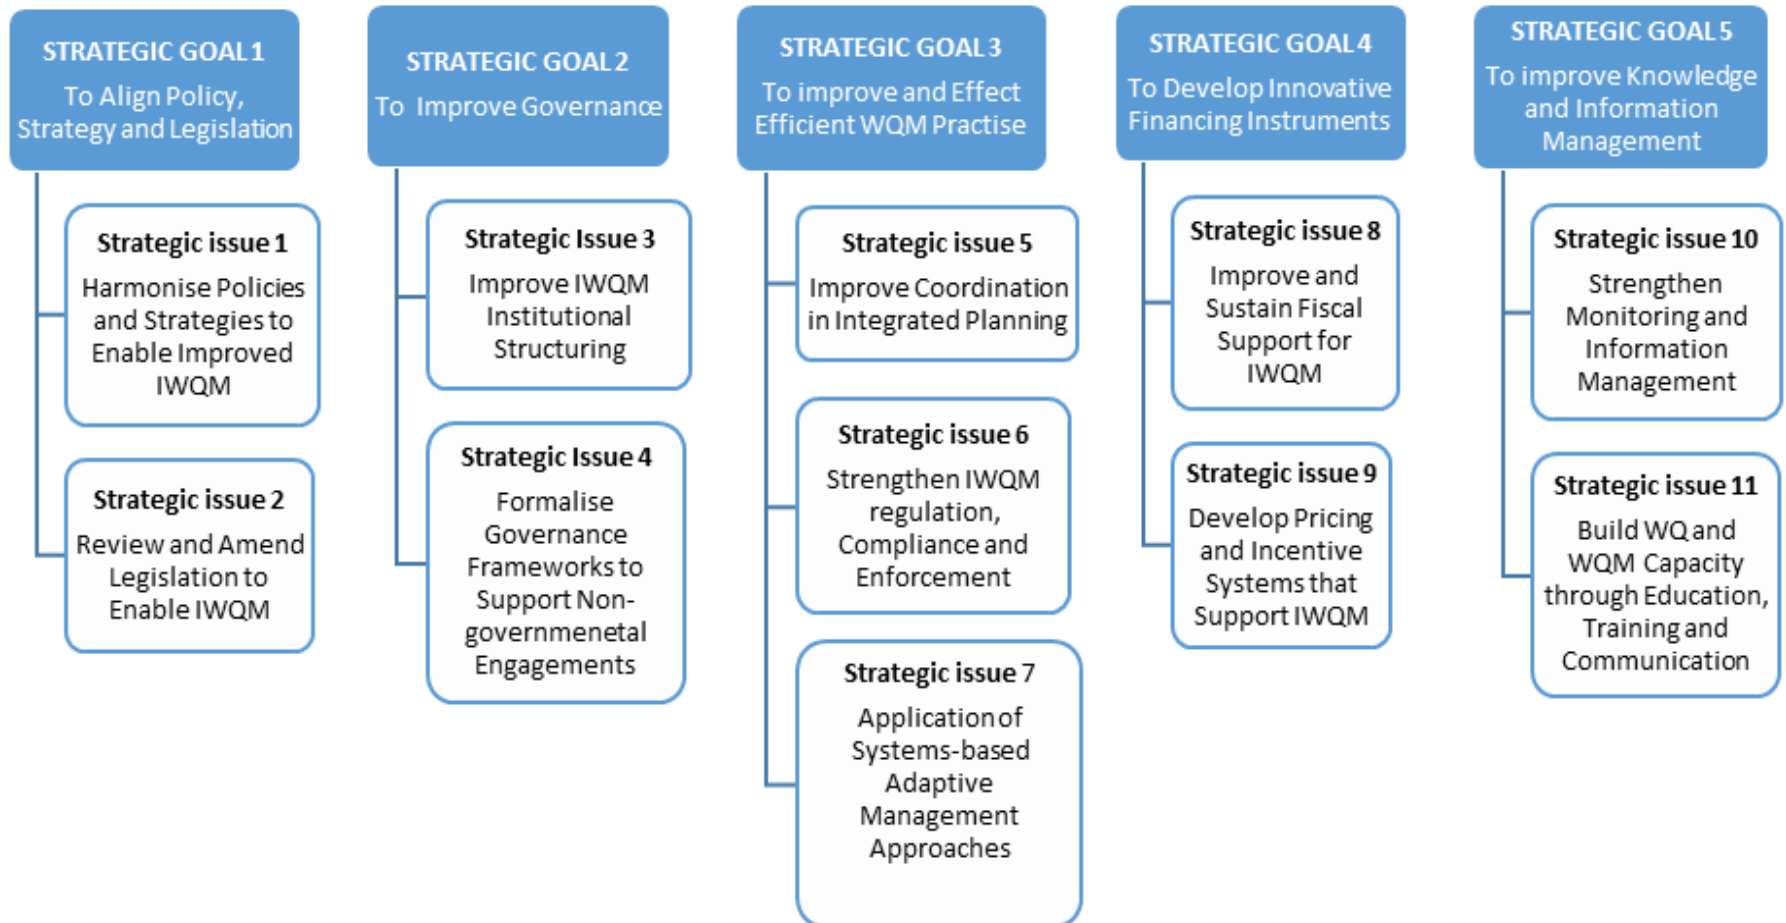 STRATEGIC GOAL 1
To Align Policy,
Strategy and Legislation
Strategic issue 1
Harmonise Policies
and Strategies to
Enable Improved
IWQM
Strategic issue 2
Review and Amend
Legislation to
Enable IWQM
STRATEGIC GOAL 2
To Improve Governance
Strategic Issue 3
Improve IWQM
Institutional
Structuring
Strategic Issue 4
Formalise
Governance
Frameworks to
Support Non-
governmenetal
Engagements
STRATEGIC GOAL 3
To improve and Effect
Efficient WQM Practise
Strategic issue 5
Improve Coordination
in Integrated Planning
Strategic issue 6
Strengthen IWQM
regulation,
Compliance and
Enforcement
Strategic issue 7
Application of
Systems-based
Adaptive
Management
Approaches
STRATEGIC GOAL 4
To Develop Innovative
Financing Instruments
Strategic issue 8
Improve and
Sustain Fiscal
Support for
IWQM
Strategic issue 9
Develop Pricing
and Incentive
Systems that
Support IWQM
STRATEGIC GOAL 5
To improve Knowledge
and Information
Management
Strategic issue 10
Strengthen
Monitoring and
Information
Management
Strategic issue 11
Build WQ and
WQM Capacity
through Education,
Training and
Communication